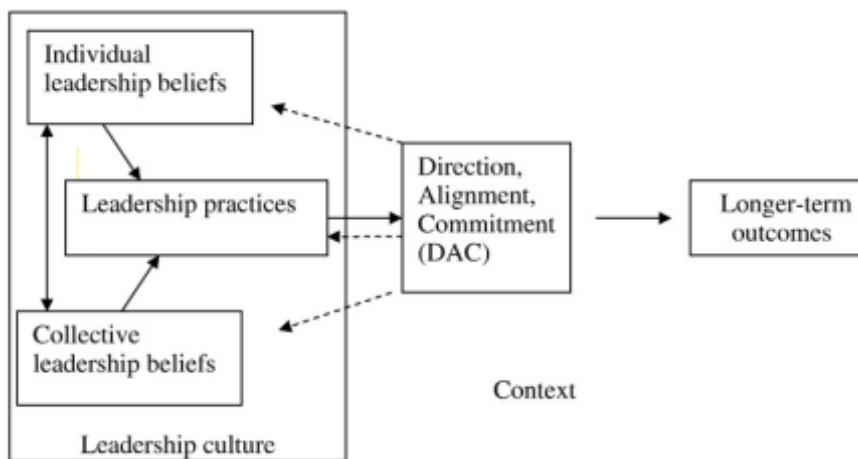 Individual
leadership beliefs
Leadership practices
Collective
leadership beliefs
Leadership culture
Direction,
Alignment,
Commitment
(DAC)
Longer-term
outcomes
Context